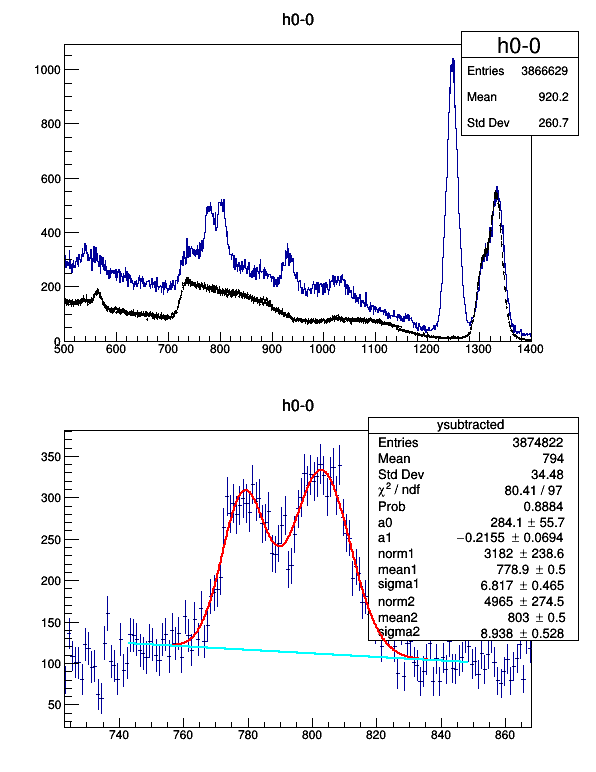 h0-0
h0-0
Entries 3866629
Mean 920.2
Std Dev 260.7
1000
800
600
400
200
0
500 600 700 800 900 1000 1100 1200 1300 1400
h0-0
ysubtracted
Entries 3874822
Mean 794
Std Dev 34.48
χ² / ndf 80.41 / 97
Prob 0.8884
a0 284.1 ± 55.7
a1 −0.2155 ± 0.0694
norm1 3182 ± 238.6
mean1 778.9 ± 0.5
sigma1 6.817 ± 0.465
norm2 4965 ± 274.5
mean2 803 ± 0.5
sigma2 8.938 ± 0.528
350
300
250
200
150
100
50
740 760 780 800 820 840 860